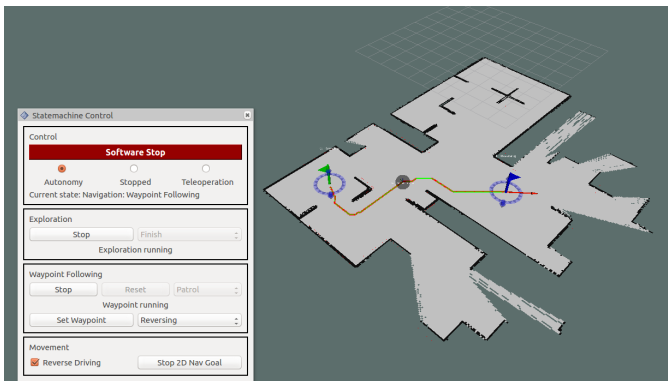 Statemachine Control
Control
Software Stop
Autonomy Stopped Teleoperation
Current state: Navigation: Waypoint Following
Exploration
Stop Finish
Exploration running
Waypoint Following
Stop Reset Patrol
Waypoint running
Set Waypoint Reversing
Movement
Reverse Driving Stop 2D Nav Goal